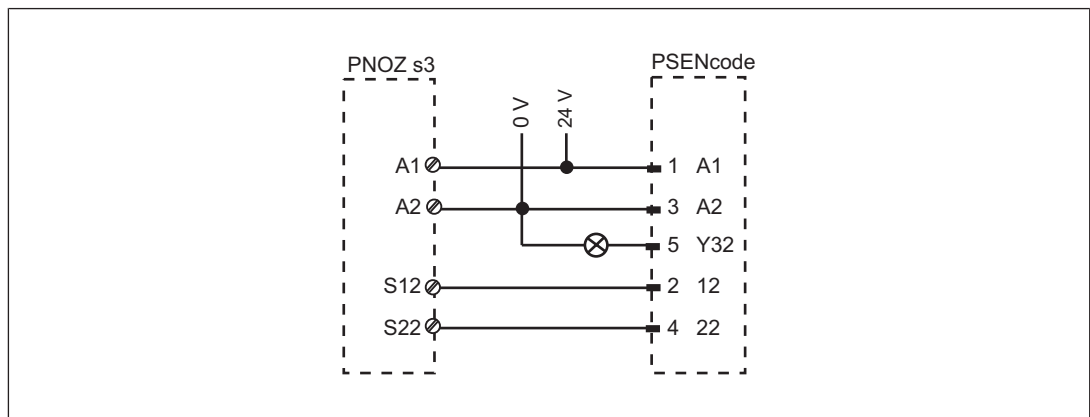 PNOZ s3
PSENcode
0 V
24 V
A1
1 A1
A2
3 A2
5 Y32
S12
2 12
S22
4 22